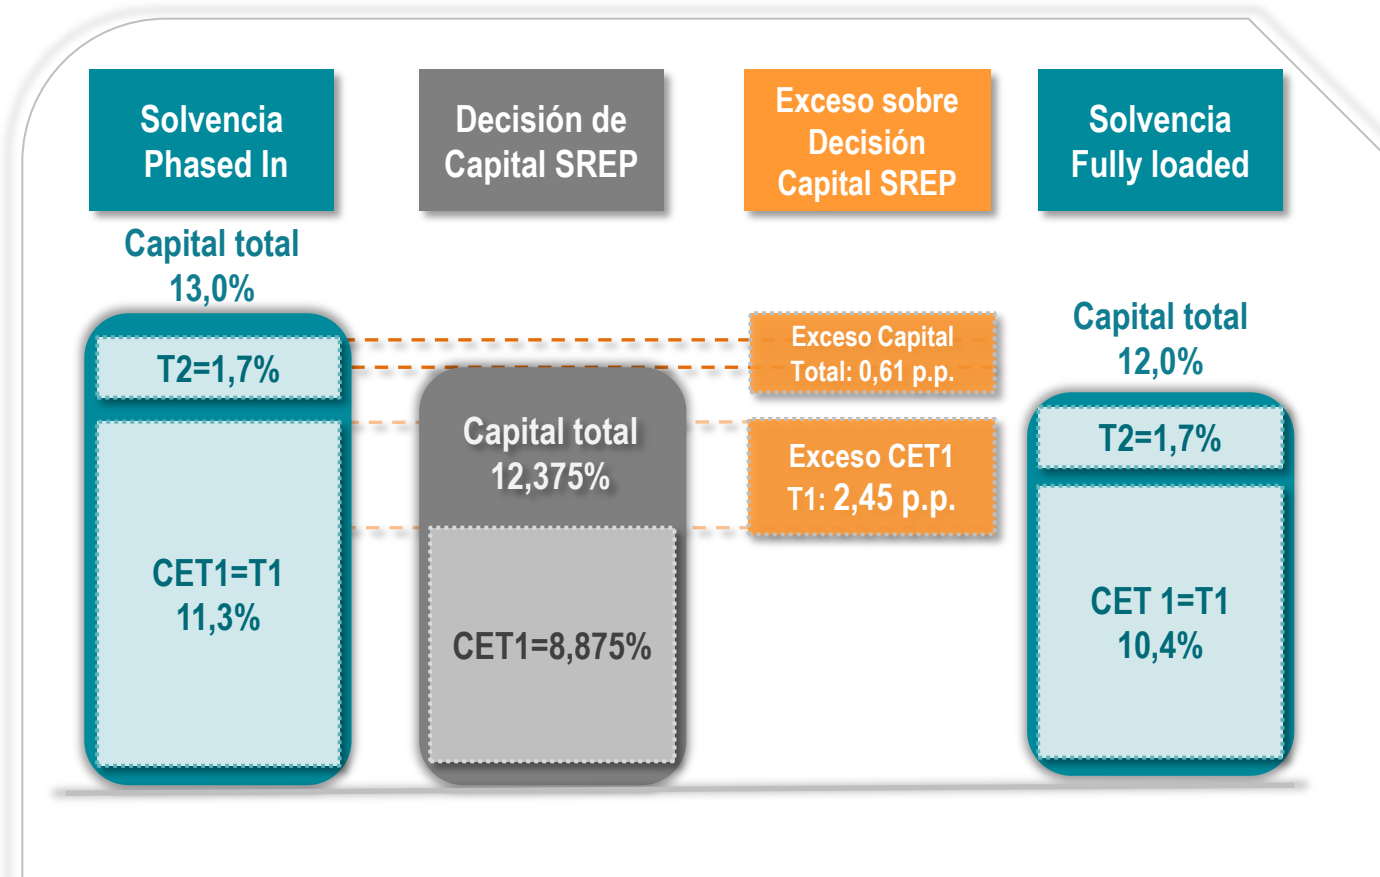 Solvencia
Phased In
Decisión de
Capital SREP
Exceso sobre
Decisión
Capital SREP
Solvencia
Fully loaded
Capital total
13,0%
T2=1,7%
CET1=T1
11,3%
Capital total
12,375%
CET1=8,875%
Exceso Capital
Total: 0,61 p.p.
Exceso CET1
T1: 2,45 p.p.
Capital total
12,0%
T2=1,7%
CET 1=T1
10,4%